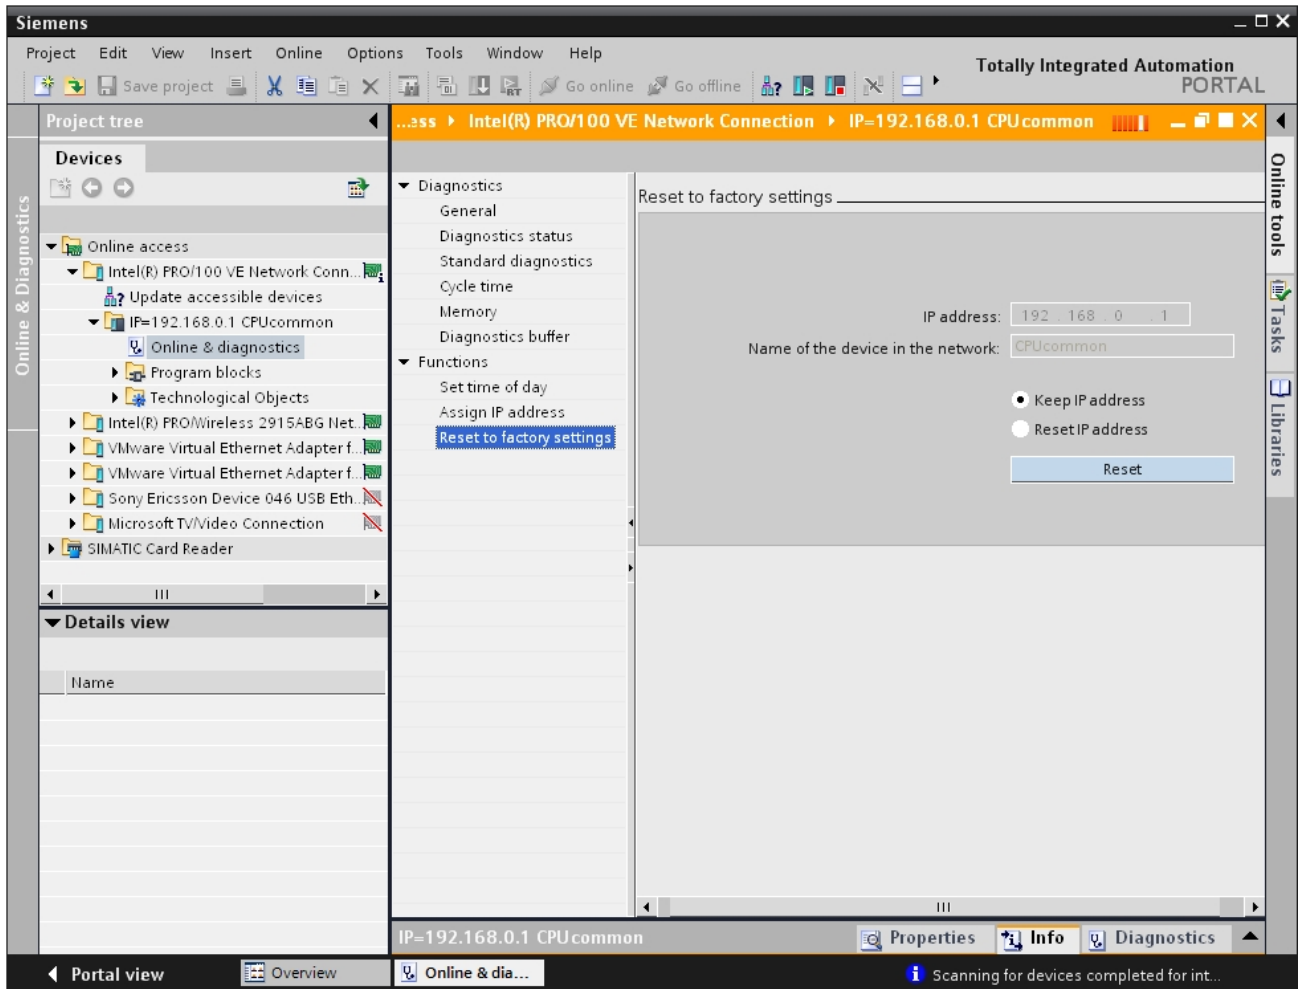 Siemens
Project Edit View Insert Online Options Tools Window Help
Totally Integrated Automation
PORTAL
Save project Go online Go offline
Project tree
...ess Intel(R) PRO/100 VE Network Connection IP=192.168.0.1 CPUcommon
Devices
Online & Diagnostics
Online access
Intel(R) PRO/100 VE Network Conn...
Update accessible devices
IP=192.168.0.1 CPUcommon
Online & diagnostics
Program blocks
Technological Objects
Intel(R) PRO/Wireless 2915ABG Net..
VMware Virtual Ethernet Adapter f...
VMware Virtual Ethernet Adapter f...
Sony Ericsson Device 046 USB Eth..
Microsoft TV/Video Connection
SIMATIC Card Reader
Details view
Name
Diagnostics
General
Diagnostics status
Standard diagnostics
Cycle time
Memory
Diagnostics buffer
Functions
Set time of day
Assign IP address
Reset to factory settings
Reset to factory settings
IP address: 192 . 168 . 0 . 1
Name of the device in the network: CPUcommon
Keep IP address
Reset IP address
Reset
Online tools
Tasks
Libraries
IP=192.168.0.1 CPUcommon
Properties Info Diagnostics
Portal view Overview Online & dia... Scanning for devices completed for int...